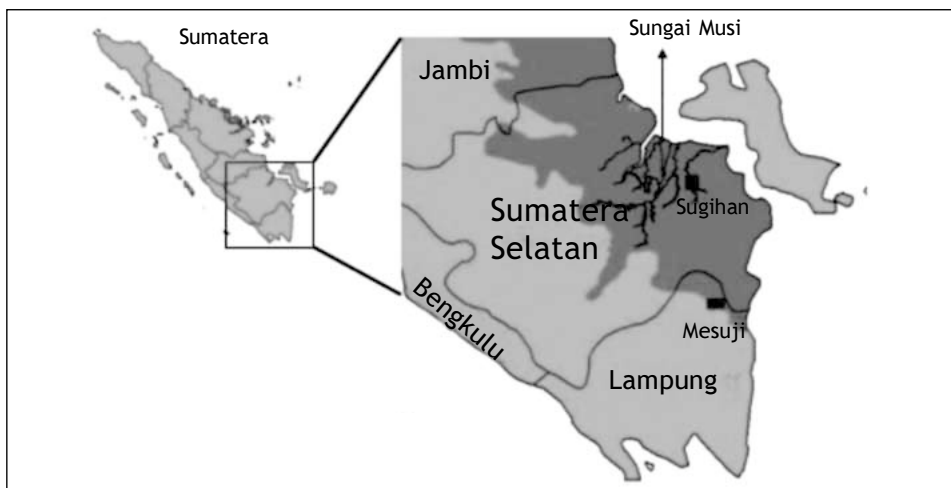 Sumatera
Sungai Musi
Jambi
Sugihan
Sumatera
Selatan
Bengkulu
Mesuji
Lampung